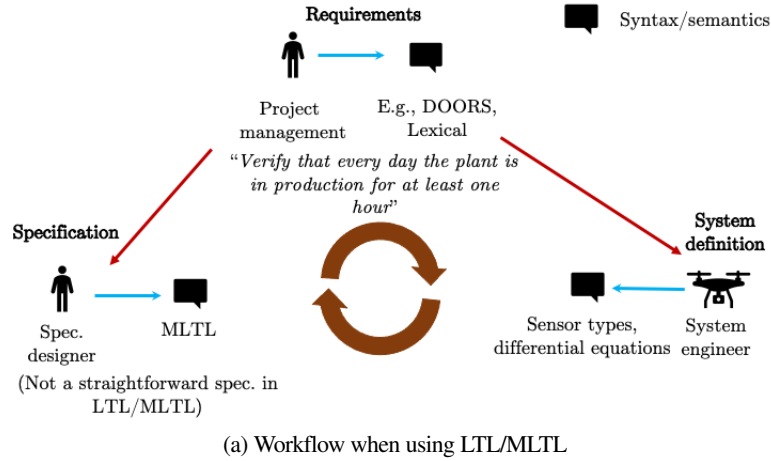 Requirements
Syntax/semantics
Project
management
E.g., DOORS,
Lexical
“Verify that every day the plant is
in production for at least one
hour”
Specification
Spec.
designer
MLTL
(Not a straightforward spec. in
LTL/MLTL)
System
definition
Sensor types,
differential equations
System
engineer
(a) Workflow when using LTL/MLTL